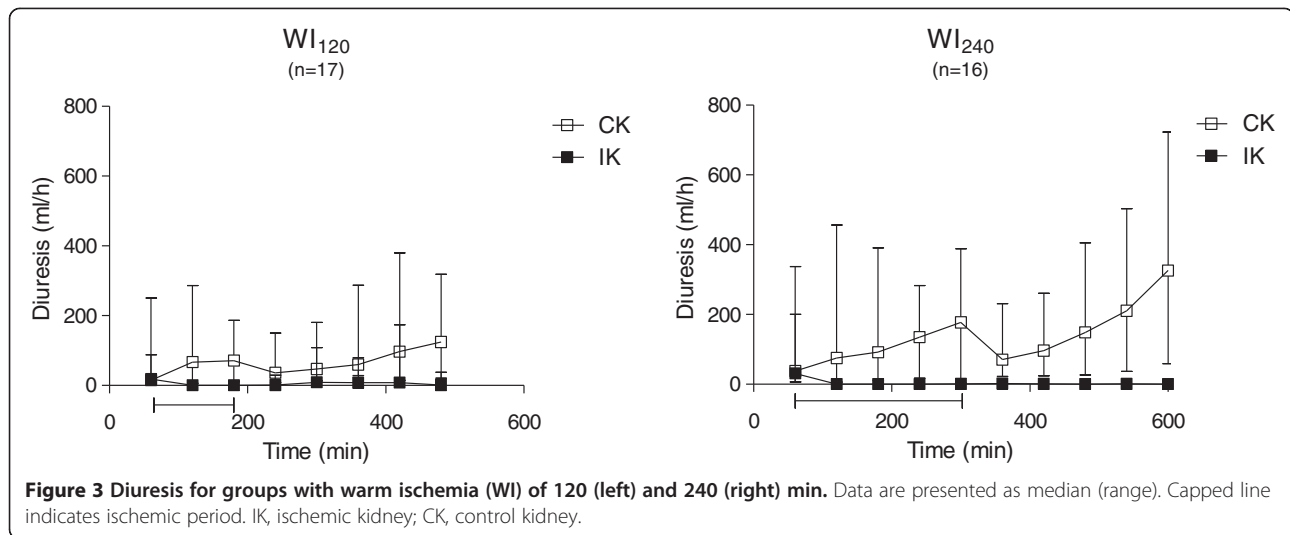 WI120
(n=17)
800
600
400
200
0
Diuresis (ml/h)
CK
IK
0 200 400 600
Time (min)
WI240
(n=16)
800
600
400
200
0
Diuresis (ml/h)
CK
IK
0 200 400 600
Time (min)
Figure 3 Diuresis for groups with warm ischemia (WI) of 120 (left) and 240 (right) min. Data are presented as median (range). Capped line
indicates ischemic period. IK, ischemic kidney; CK, control kidney.